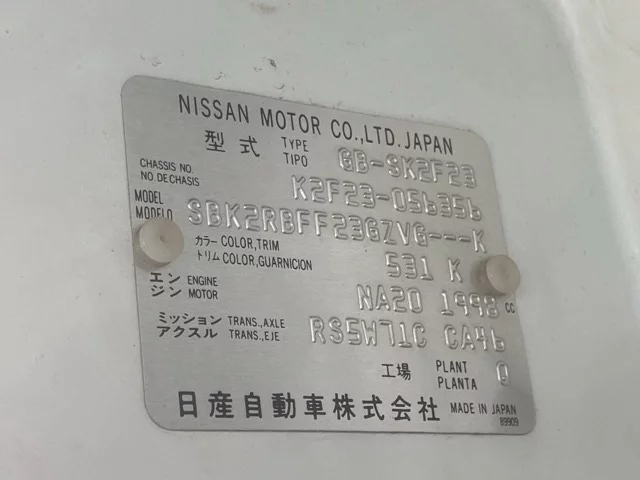 NISSAN MOTOR CO.,LTD. JAPAN
型式 TYPE TIPO GB-SK2F23
CHASSIS NO. NO.DECHASIS K2F23-056356
MODEL MODELO SBK2RBFF23GZVG---K
カラー COLOR,TRIM
トリム COLOR,GUARNICION 531 K
エンジン ENGINE MOTOR NA20 1998 cc
ミッション TRANS.,AXLE
アクスル TRANS.,EJE RS5W71C CA46
工場 PLANT PLANTA 0
日産自動車株式会社 MADE IN JAPAN
89909